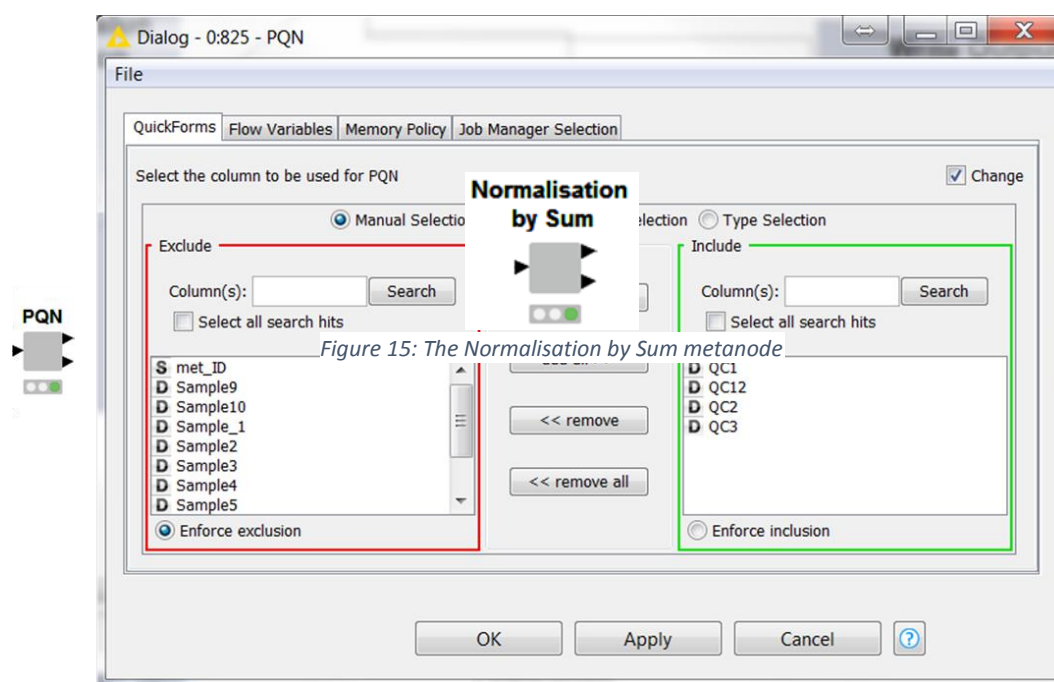 Dialog - 0:825 - PQN
File
QuickForms Flow Variables Memory Policy Job Manager Selection
Select the column to be used for PQN
Change
Manual Selectio
lection
Type Selection
Normalisation
by Sum
Exclude
Column(s):
Search
Select all search hits
Include
Column(s):
Search
Select all search hits
PQN
Figure 15: The Normalisation by Sum metanode
S met_ID
D Sample9
D Sample10
D Sample_1
D Sample2
D Sample3
D Sample4
D Sample5
Enforce exclusion
<< remove
<< remove all
D QC1
D QC12
D QC2
D QC3
Enforce inclusion
OK
Apply
Cancel
?